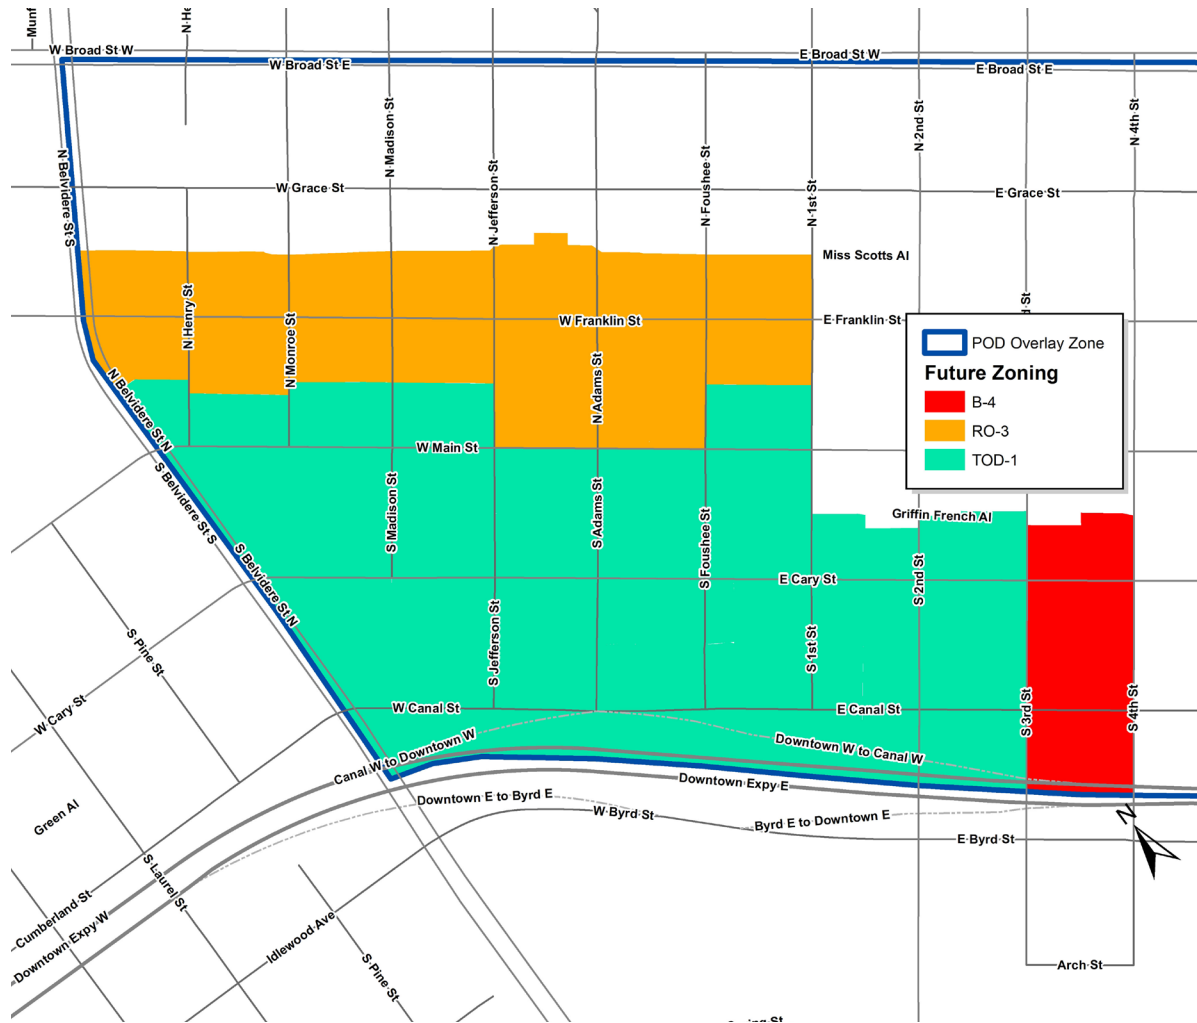 Munf
N He
W Broad St W
E Broad St W
W Broad St E
E Broad St E
N Madison St
N 2nd St
N 4th St
N Belvidere St S
N Jefferson St
N Foushee St
N 1st St
W Grace St
E Grace St
Miss Scotts Al
N Henry St
N Monroe St
W Franklin St
E Franklin St
d St
N Adams St
POD Overlay Zone
Future Zoning
B-4
RO-3
TOD-1
N Belvidere St N
W Main St
S Belvidere St S
S Madison St
S Adams St
S Foushee St
Griffin French Al
S Belvidere St N
E Cary St
S 2nd St
S Pine St
S Jefferson St
S 1st St
W Cary St
W Canal St
E Canal St
S 3rd St
S 4th St
Canal W to Downtown W
Downtown W to Canal W
Downtown Expy E
Green Al
Downtown E to Byrd E
W Byrd St
Byrd E to Downtown E
E Byrd St
N
S Laurel St
Cumberland St
Downtown Expy W
Idlewood Ave
S Pine St
Arch St